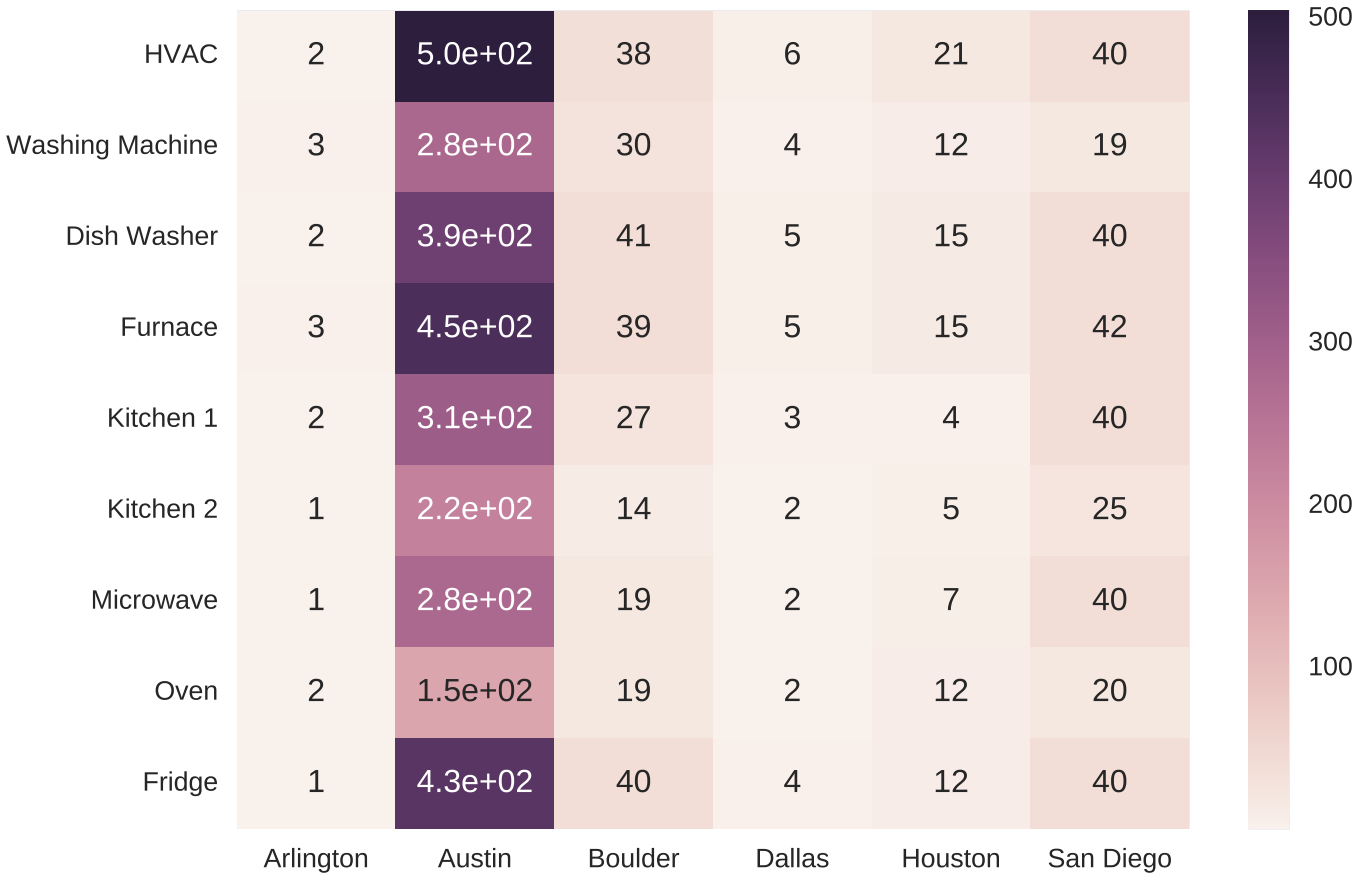 HVAC 2 5.0e+02 38 6 21 40
Washing Machine 3 2.8e+02 30 4 12 19
Dish Washer 2 3.9e+02 41 5 15 40
Furnace 3 4.5e+02 39 5 15 42
Kitchen 1 2 3.1e+02 27 3 4 40
Kitchen 2 1 2.2e+02 14 2 5 25
Microwave 1 2.8e+02 19 2 7 40
Oven 2 1.5e+02 19 2 12 20
Fridge 1 4.3e+02 40 4 12 40
Arlington Austin Boulder Dallas Houston San Diego
500
400
300
200
100